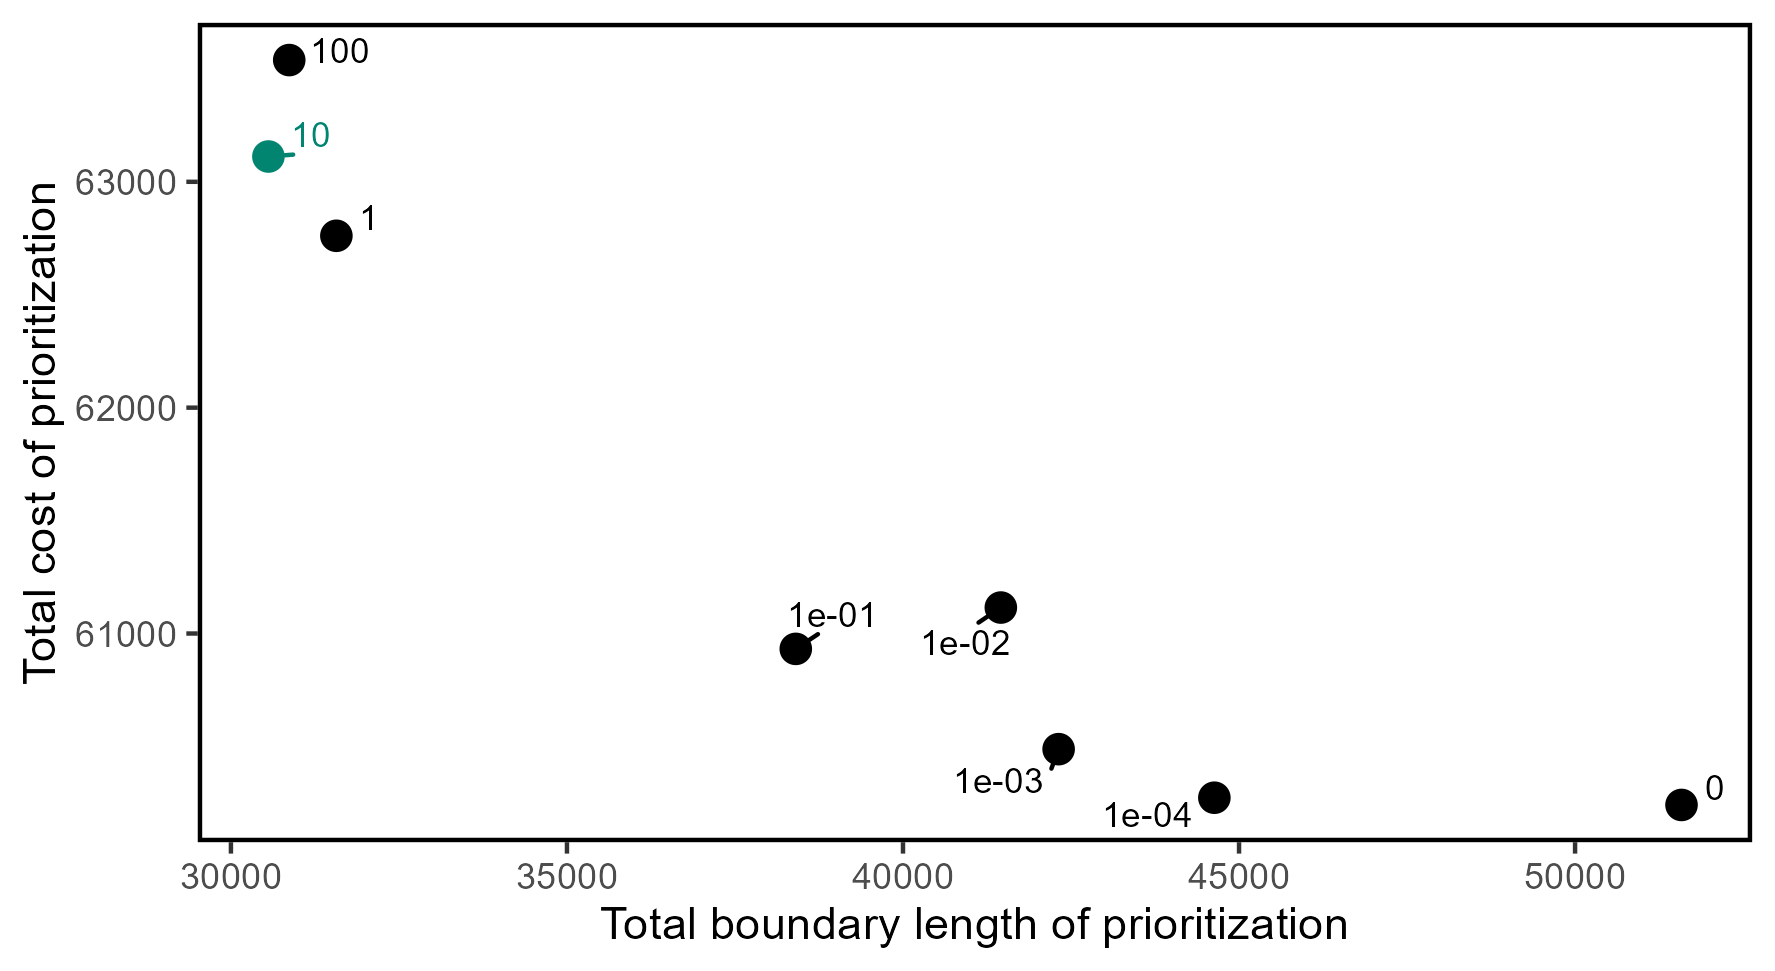 100
10
63000
1
62000
1e-01
61000
1e-02
1e-03
1e-04
0
30000
35000
40000
45000
50000
Total boundary length of prioritization
Total cost of prioritization